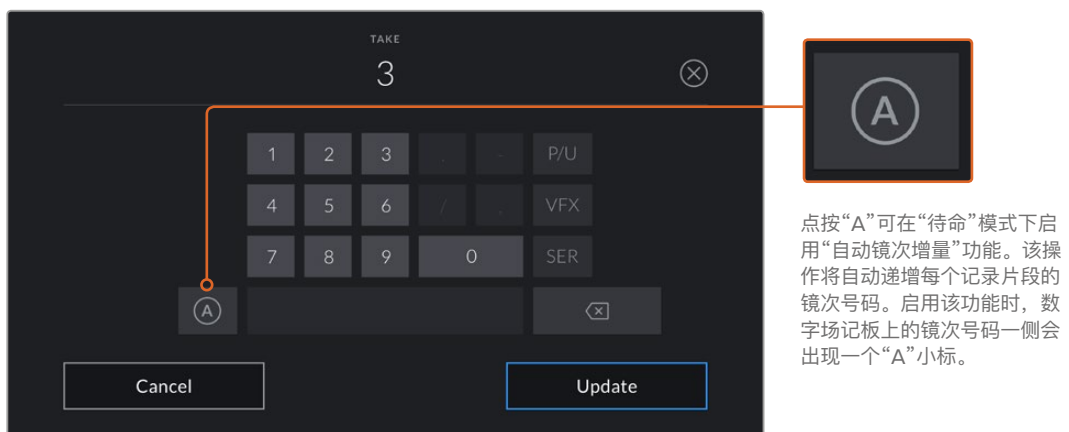 TAKE
3
A
1 2 3 . - P/U
4 5 6 / , VFX
7 8 9 0 SER
A
Cancel Update
点按“A”可在“待命”模式下启
用“自动镜次增量”功能。该操
作将自动递增每个记录片段的
镜次号码。启用该功能时，数
字场记板上的镜次号码一侧会
出现一个“A”小标。